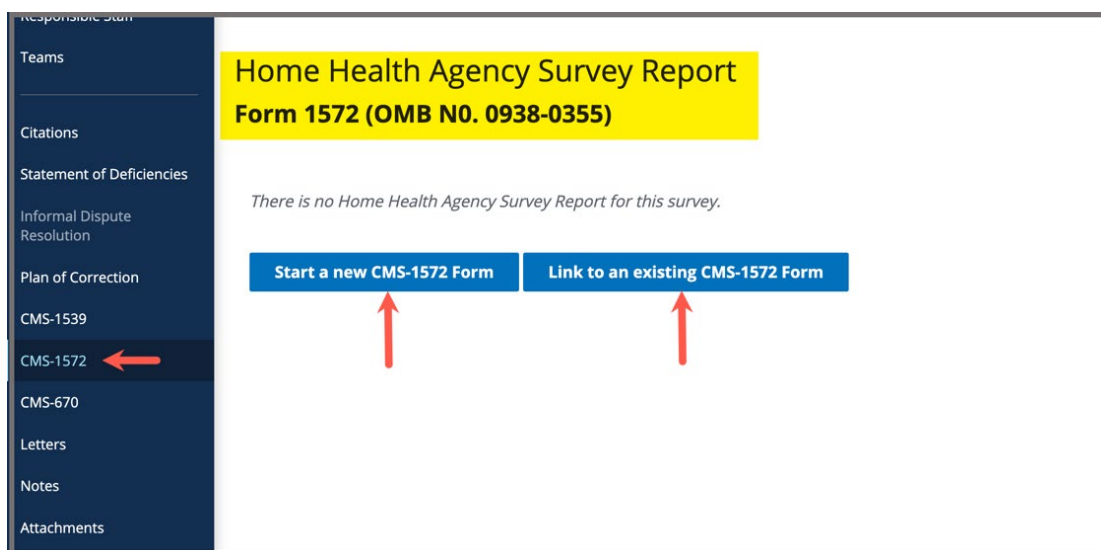 Responsible Staff
Teams
Citations
Statement of Deficiencies
Informal Dispute
Resolution
Plan of Correction
CMS-1539
CMS-1572
CMS-670
Letters
Notes
Attachments
Home Health Agency Survey Report
Form 1572 (OMB N0. 0938-0355)
There is no Home Health Agency Survey Report for this survey.
Start a new CMS-1572 Form
Link to an existing CMS-1572 Form